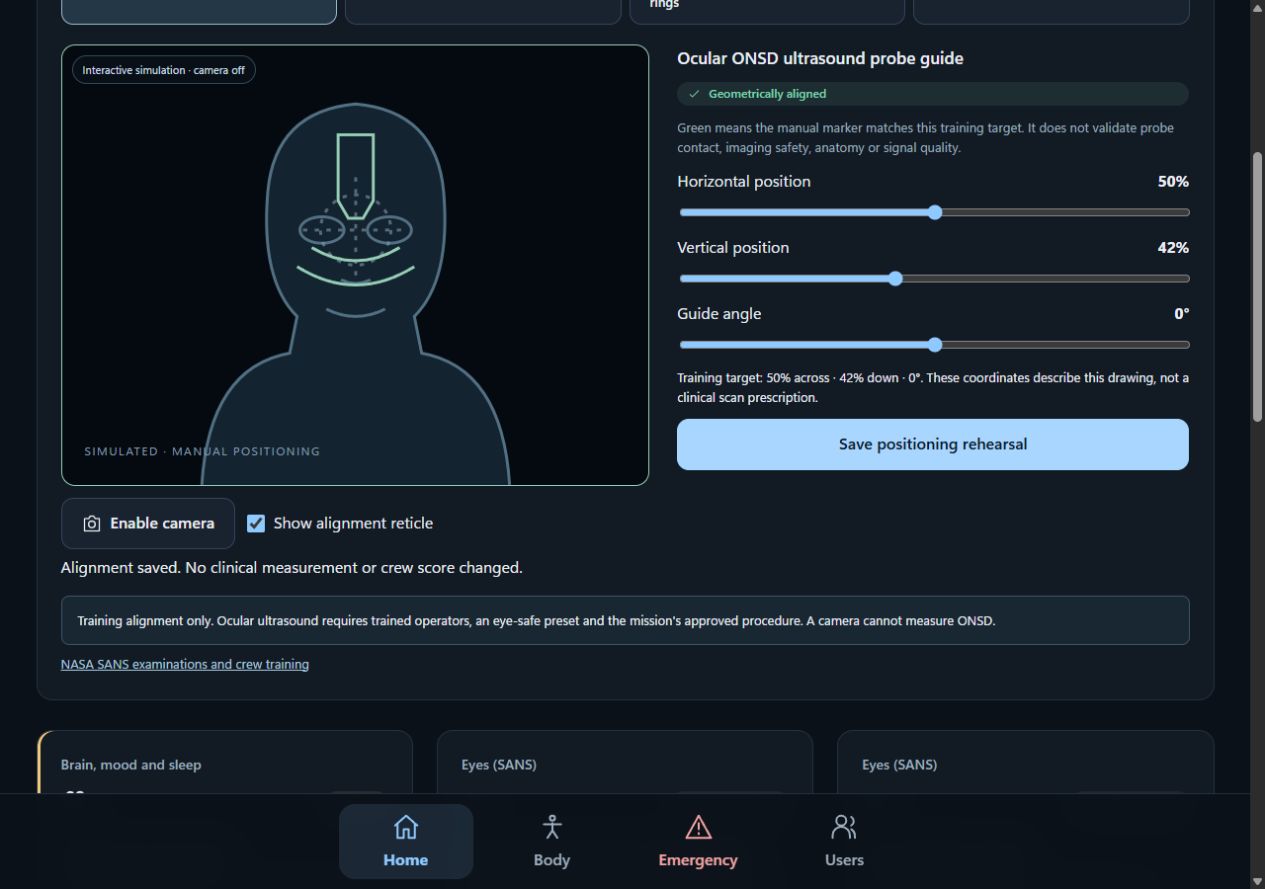 rings
Interactive simulation · camera off
SIMULATED · MANUAL POSITIONING
Ocular ONSD ultrasound probe guide
✓ Geometrically aligned
Green means the manual marker matches this training target. It does not validate probe
contact, imaging safety, anatomy or signal quality.
Horizontal position 50%
Vertical position 42%
Guide angle 0°
Training target: 50% across · 42% down · 0°. These coordinates describe this drawing, not a
clinical scan prescription.
Save positioning rehearsal
Enable camera
Show alignment reticle
Alignment saved. No clinical measurement or crew score changed.
Training alignment only. Ocular ultrasound requires trained operators, an eye-safe preset and the mission's approved procedure. A camera cannot measure ONSD.
NASA SANS examinations and crew training
Brain, mood and sleep
Eyes (SANS)
Eyes (SANS)
Home
Body
Emergency
Users